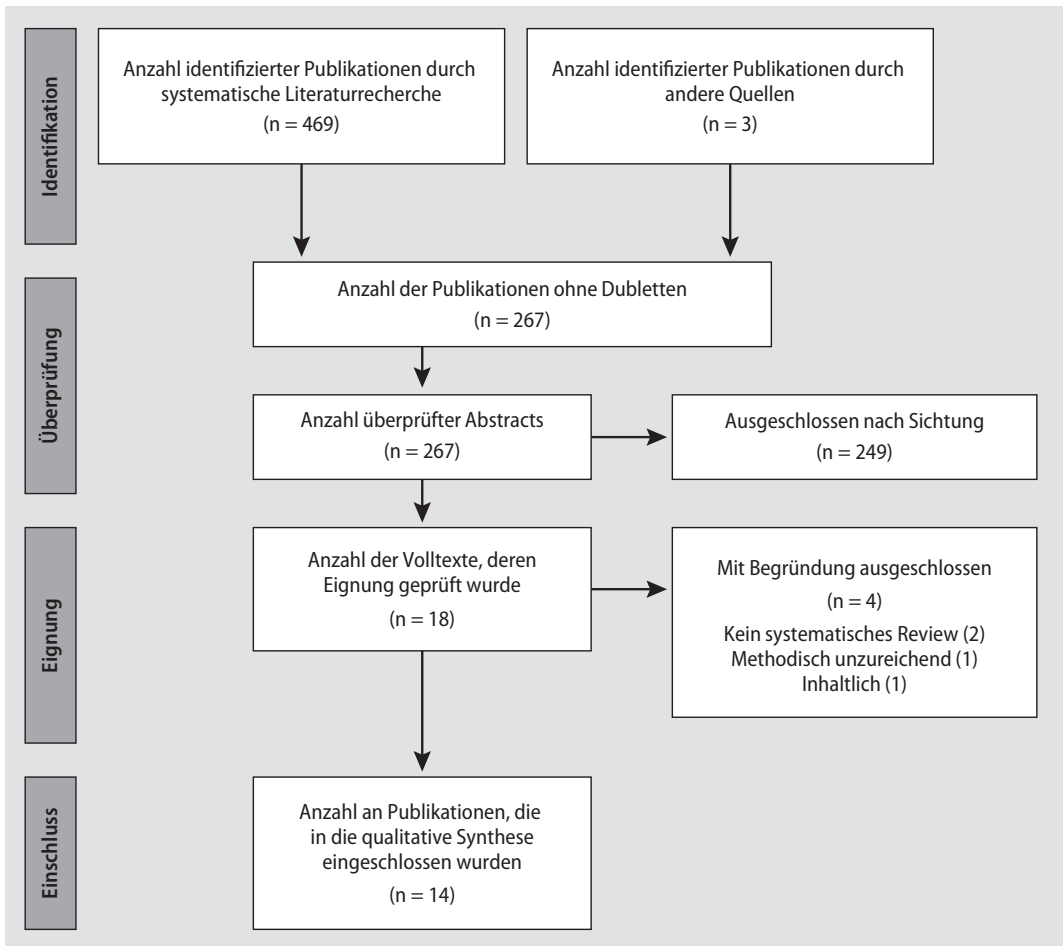 Identifikation
Anzahl identifizierter Publikationen durch
systematische Literaturrecherche
(n = 469)
Anzahl identifizierter Publikationen durch
andere Quellen
(n = 3)
Überprüfung
Anzahl der Publikationen ohne Dubletten
(n = 267)
Anzahl überprüfter Abstracts
(n = 267)
Ausgeschlossen nach Sichtung
(n = 249)
Eignung
Anzahl der Volltexte, deren
Eignung geprüft wurde
(n = 18)
Mit Begründung ausgeschlossen
(n = 4)
Kein systematisches Review (2)
Methodisch unzureichend (1)
Inhaltlich (1)
Einschluss
Anzahl an Publikationen, die
in die qualitative Synthese
eingeschlossen wurden
(n = 14)